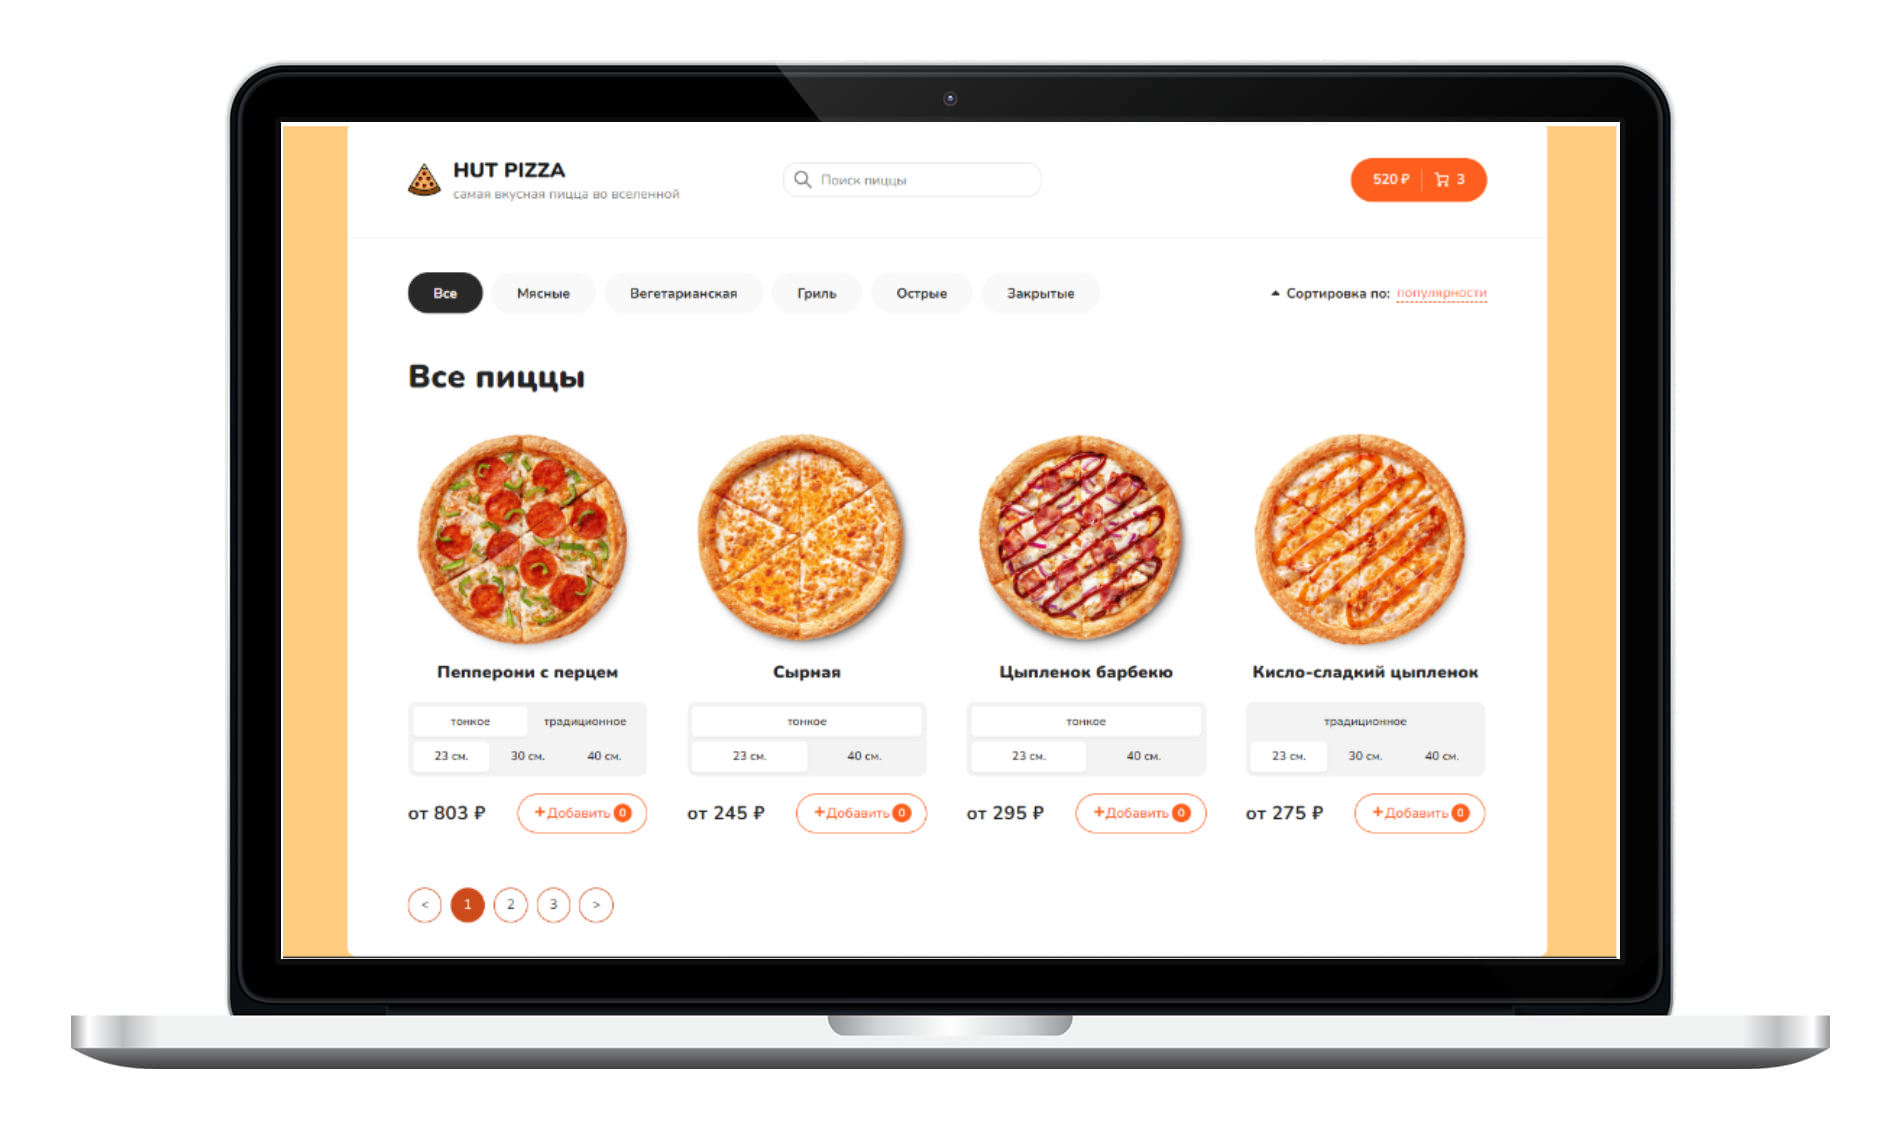 HUT PIZZA
самая вкусная пицца во вселенной
Поиск пиццы
520 ₽ 3
Все Мясные Вегетарианская Гриль Острые Закрытые
Сортировка по: популярности
Все пиццы
Пепперони с перцем
тонкое традиционное
23 см. 30 см. 40 см.
от 803 ₽ +Добавить 0
Сырная
тонкое
23 см. 40 см.
от 245 ₽ +Добавить 0
Цыпленок барбекю
тонкое
23 см. 40 см.
от 295 ₽ +Добавить 0
Кисло-сладкий цыпленок
традиционное
23 см. 30 см. 40 см.
от 275 ₽ +Добавить 0
< 1 2 3 >